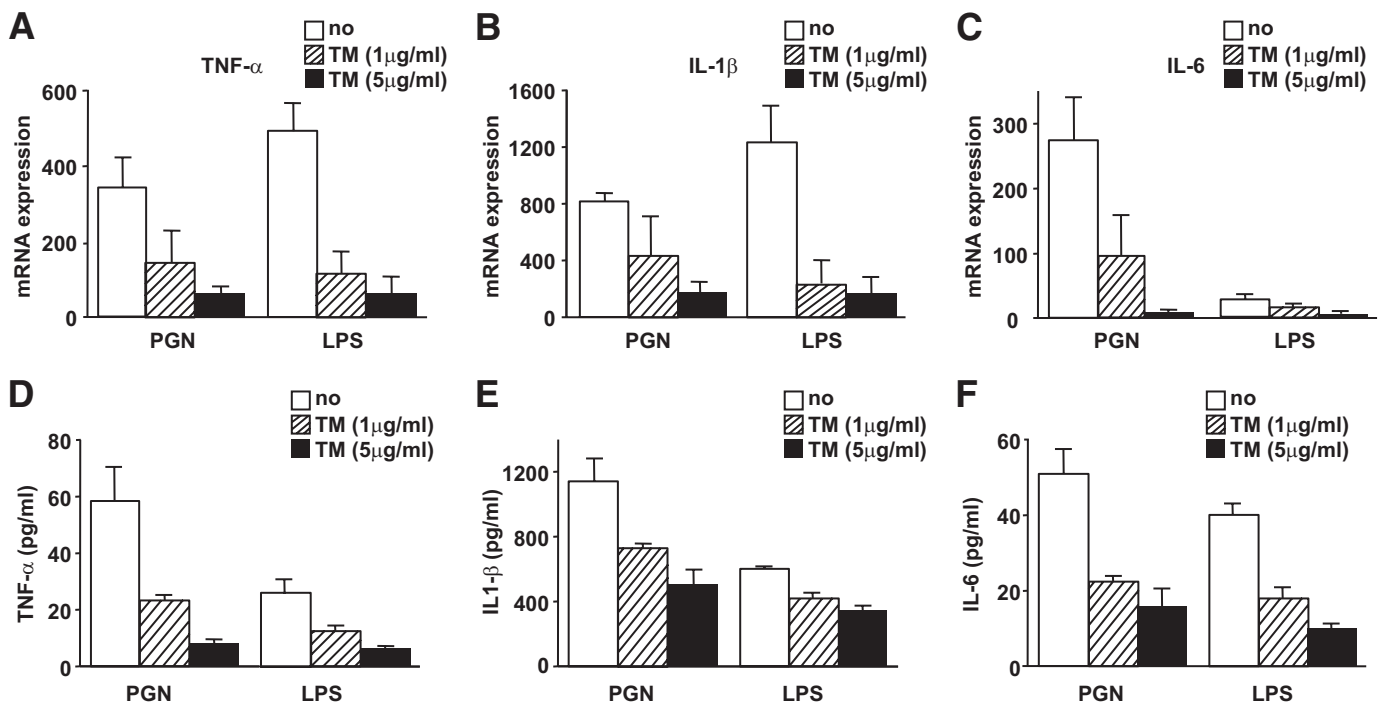 A
TNF-α
no
TM (1μg/ml)
TM (5μg/ml)
mRNA expression
600
400
200
0
PGN
LPS
B
IL-1β
no
TM (1μg/ml)
TM (5μg/ml)
mRNA expression
1600
1200
800
400
0
PGN
LPS
C
IL-6
no
TM (1μg/ml)
TM (5μg/ml)
mRNA expression
300
200
100
0
PGN
LPS
D
no
TM (1μg/ml)
TM (5μg/ml)
TNF-α (pg/ml)
80
60
40
20
0
PGN
LPS
E
no
TM (1μg/ml)
TM (5μg/ml)
IL1-β (pg/ml)
1200
800
400
0
PGN
LPS
F
no
TM (1μg/ml)
TM (5μg/ml)
IL-6 (pg/ml)
60
40
20
0
PGN
LPS